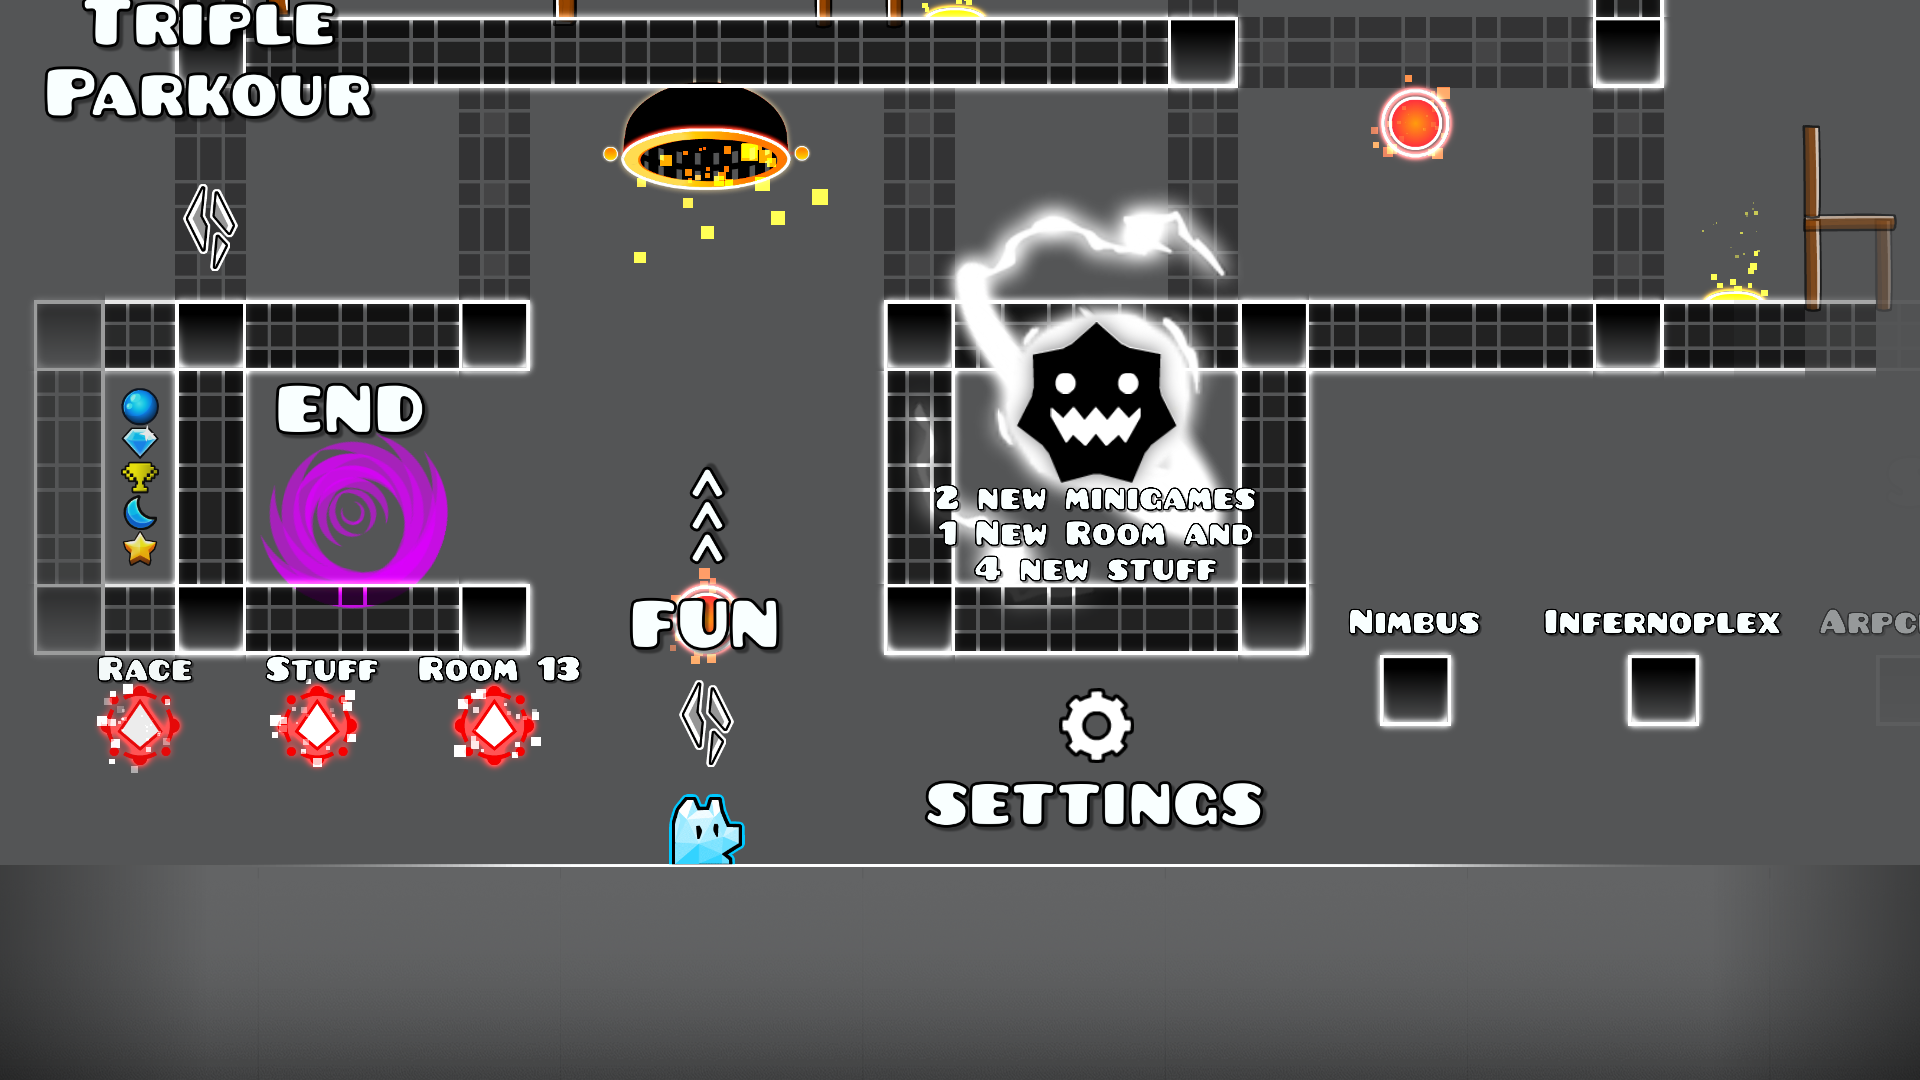 TRIPLE
PARKOUR
END
2 NEW MINIGAMES
1 NEW ROOM AND
4 NEW STUFF
FUN
NIMBUS
INFERNOPLEX
RACE
STUFF
ROOM 13
SETTINGS